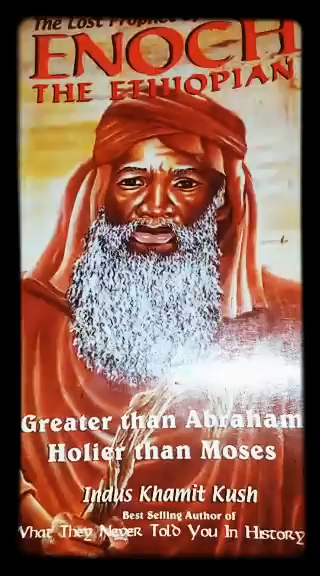 The Lost Prophet
ENOCH
THE ETHIOPIAN
Greater than Abraham
Holier than Moses
Indus Khamit Kush
Best Selling Author of
What They Never Told You In History